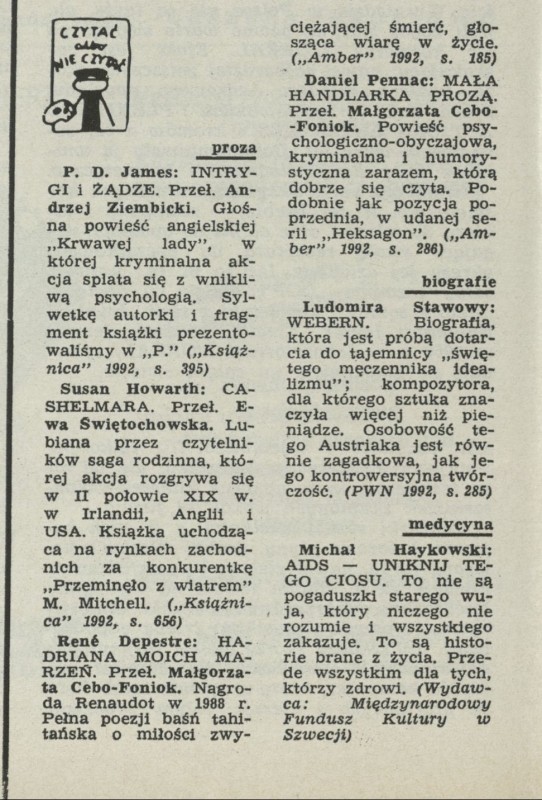 CZYTAĆ
albo
NIE CZYTAĆ
proza
P. D. James: INTRY-
GI i ŻĄDZE. Przeł. An-
drzej Ziembicki. Głoś-
na powieść angielskiej
„Krwawej lady”, w
której kryminalna ak-
cja splata się z wnikli-
wą psychologią. Syl-
wetkę autorki i frag-
ment książki prezento-
waliśmy w „P.” („Książ-
nica” 1992, s. 395)
Susan Howarth: CA-
SHELMARA. Przeł. E-
wa Świętochowska. Lu-
biana przez czytelni-
ków saga rodzinna, któ-
rej akcja rozgrywa się
w II połowie XIX w.
w Irlandii, Anglii i
USA. Książka uchodzą-
ca na rynkach zachod-
nich za konkurentkę
„Przeminęło z wiatrem”
M. Mitchell. („Książni-
ca” 1992, s. 656)
René Depestre: HA-
DRIANA MOICH MA-
RZEŃ. Przeł. Małgorza-
ta Cebo-Foniok. Nagro-
da Renaudot w 1988 r.
Pełna poezji baśń tahi-
tańska o miłości zwy-
ciężającej śmierć, gło-
sząca wiarę w życie.
(„Amber” 1992, s. 185)
Daniel Pennac: MAŁA
HANDLARKA PROZĄ.
Przeł. Małgorzata Cebo-
-Foniok. Powieść psy-
chologiczno-obyczajowa,
kryminalna i humory-
styczna zarazem, którą
dobrze się czyta. Po-
dobnie jak pozycja po-
przednia, w udanej se-
rii „Heksagon”. („Am-
ber” 1992, s. 286)
biografie
Ludomira Stawowy:
WEBERN. Biografia,
która jest próbą dotar-
cia do tajemnicy „świę-
tego męczennika idea-
lizmu”; kompozytora,
dla którego sztuka zna-
czyła więcej niż pie-
niądze. Osobowość te-
go Austriaka jest rów-
nie zagadkowa, jak je-
go kontrowersyjna twór-
czość. (PWN 1992, s. 285)
medycyna
Michał Haykowski:
AIDS — UNIKNIJ TE-
GO CIOSU. To nie są
pogaduszki starego wu-
ja, który niczego nie
rozumie i wszystkiego
zakazuje. To są histo-
rie brane z życia. Prze-
de wszystkim dla tych,
którzy zdrowi. (Wydaw-
ca: Międzynarodowy
Fundusz Kultury w
Szwecji)